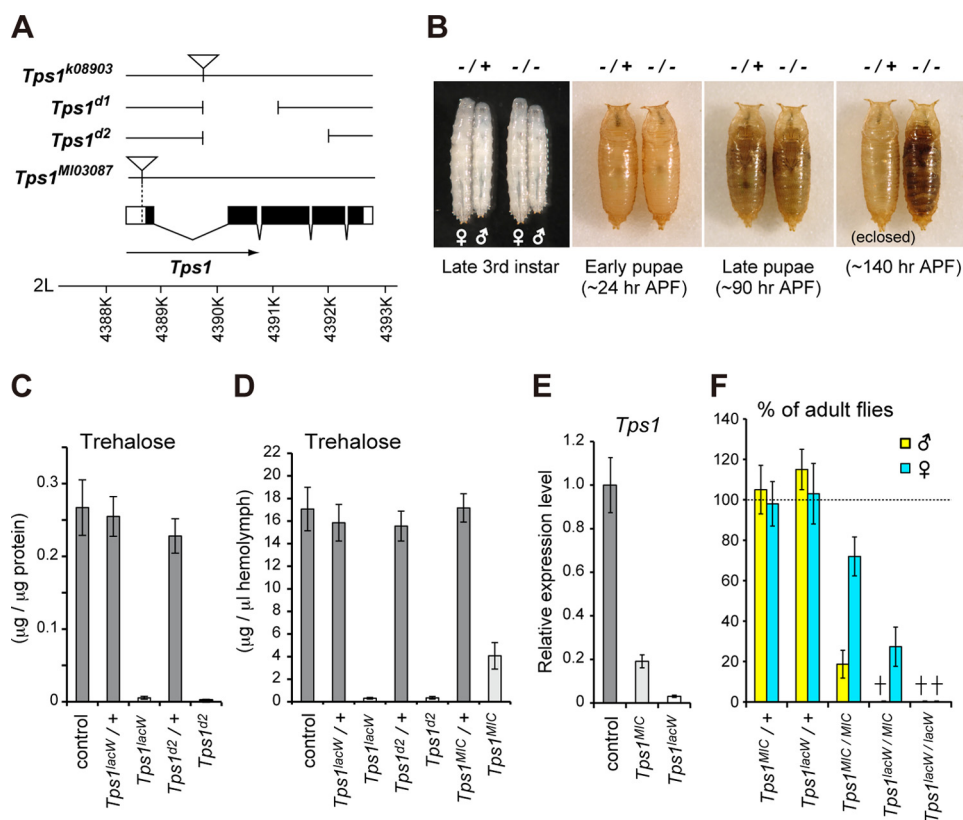 A
Tps1k08903
Tps1d1
Tps1d2
Tps1MI03087
Tps1
2L
4388K
4389K
4390K
4391K
4392K
4393K
B
- / + - / - - / + - / - - / + - / - - / + - / -
♀ ♂ ♀ ♂
(eclosed)
Late 3rd instar
Early pupae
(~24 hr APF)
Late pupae
(~90 hr APF)
(~140 hr APF)
C
Trehalose
(µg / µg protein)
0.3
0.2
0.1
0
control
Tps1lacW / +
Tps1lacW
Tps1d2 / +
Tps1d2
D
Trehalose
(µg / µl hemolymph)
22
20
18
16
14
12
10
8
6
4
2
0
control
Tps1lacW / +
Tps1lacW
Tps1d2 / +
Tps1d2
Tps1MIC / +
Tps1MIC
E
Tps1
Relative expression level
1.2
1.0
0.8
0.6
0.4
0.2
0
control
Tps1MIC
Tps1lacW
F
% of adult flies
♂
♀
140
120
100
80
60
40
20
0
† ††
Tps1MIC / +
Tps1lacW / +
Tps1MIC / MIC
Tps1lacW / MIC
Tps1lacW / lacW